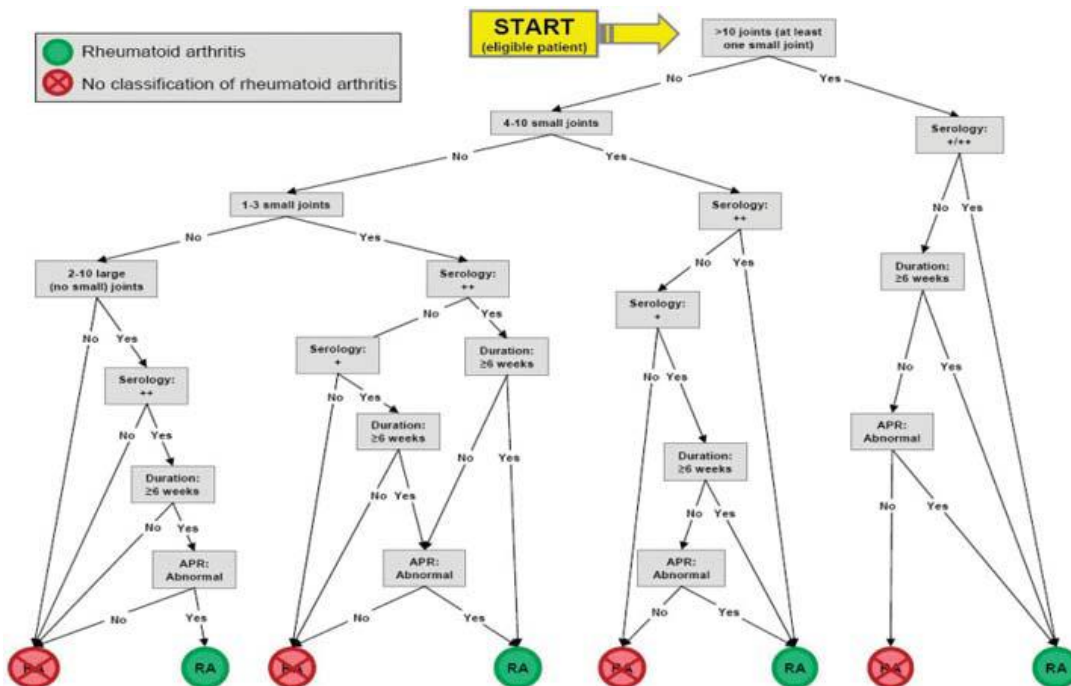 START
(eligible patient)
>10 joints (at least
one small joint)
Rheumatoid arthritis
No classification of rheumatoid arthritis
No
Yes
4-10 small joints
Serology:
+/++
No
Yes
1-3 small joints
Serology:
++
No
Yes
No
Yes
2-10 large
(no small) joints
Serology:
++
No
Yes
Duration:
≥6 weeks
Serology:
+
No
Yes
No
Yes
Serology:
+
Duration:
≥6 weeks
No
Yes
Serology:
++
No
Yes
No
Yes
Duration:
≥6 weeks
APR:
Abnormal
No
Yes
Duration:
≥6 weeks
No
Yes
Duration:
≥6 weeks
No
Yes
No
Yes
No
Yes
No
Yes
APR:
Abnormal
APR:
Abnormal
APR:
Abnormal
No
Yes
No
Yes
No
Yes
RA
RA
RA
RA
RA
RA
RA
RA